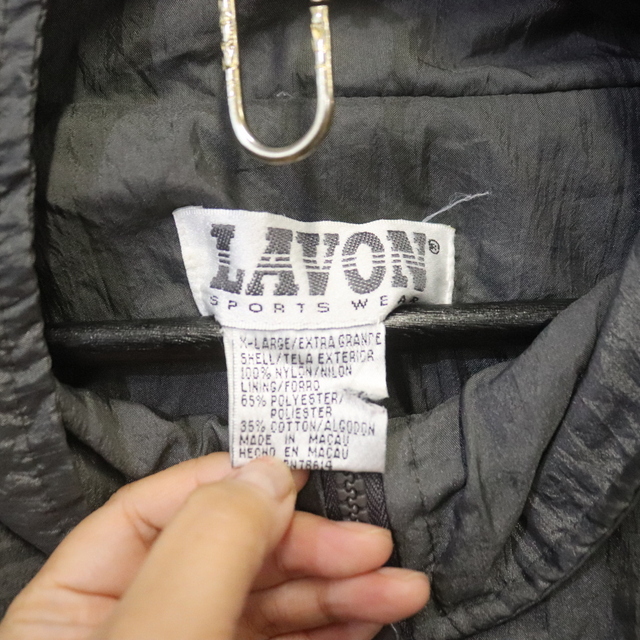 LAVON®
SPORTS WEAR
X-LARGE/EXTRA GRANDE
SHELL/TELA EXTERIOR
100% NYLON/NILON
LINING/FORRO
65% POLYESTER/
POLIESTER
35% COTTON/ALGODON
MADE IN MACAU
HECHO EN MACAU